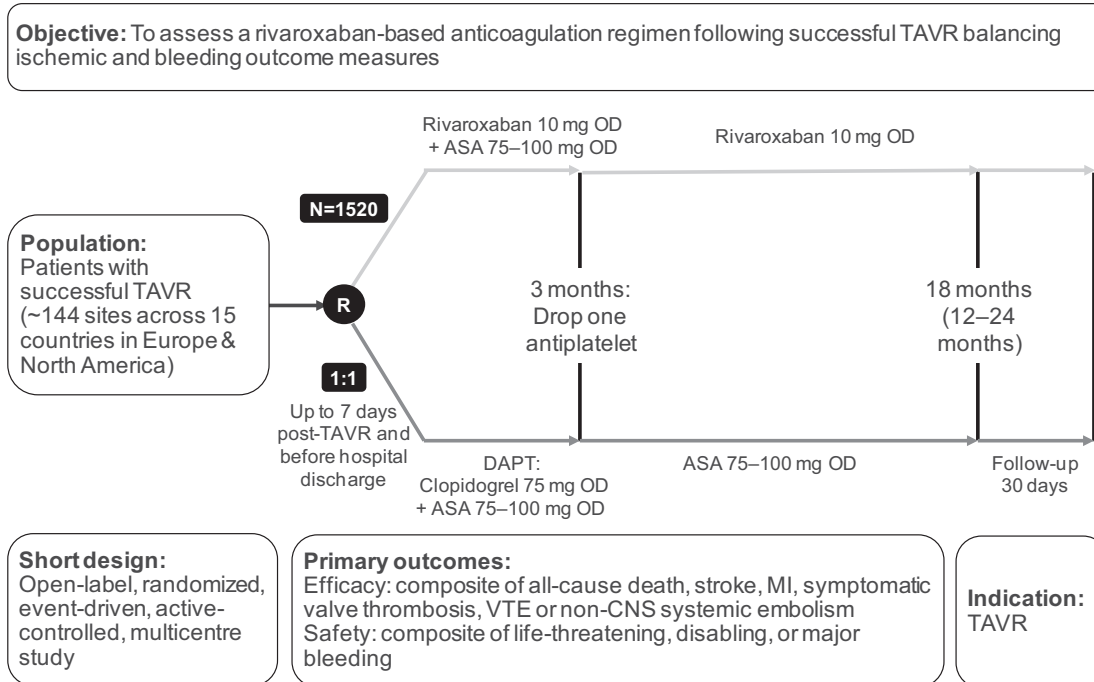 Objective: To assess a rivaroxaban-based anticoagulation regimen following successful TAVR balancing
ischemic and bleeding outcome measures
Rivaroxaban 10 mg OD
+ ASA 75–100 mg OD
Rivaroxaban 10 mg OD
N=1520
Population:
Patients with
successful TAVR
(~144 sites across 15
countries in Europe &
North America)
R
3 months:
Drop one
antiplatelet
18 months
(12–24
months)
1:1
Up to 7 days
post-TAVR and
before hospital
discharge
DAPT:
Clopidogrel 75 mg OD
+ ASA 75–100 mg OD
ASA 75–100 mg OD
Follow-up
30 days
Short design:
Open-label, randomized,
event-driven, active-
controlled, multicentre
study
Primary outcomes:
Efficacy: composite of all-cause death, stroke, MI, symptomatic
valve thrombosis, VTE or non-CNS systemic embolism
Safety: composite of life-threatening, disabling, or major
bleeding
Indication:
TAVR